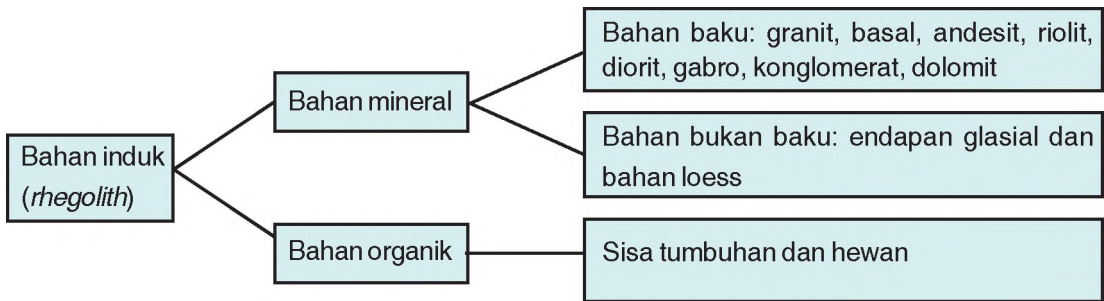 Bahan induk
(rhegolith)
Bahan mineral
Bahan organik
Bahan baku: granit, basal, andesit, riolit,
diorit, gabro, konglomerat, dolomit
Bahan bukan baku: endapan glasial dan
bahan loess
Sisa tumbuhan dan hewan